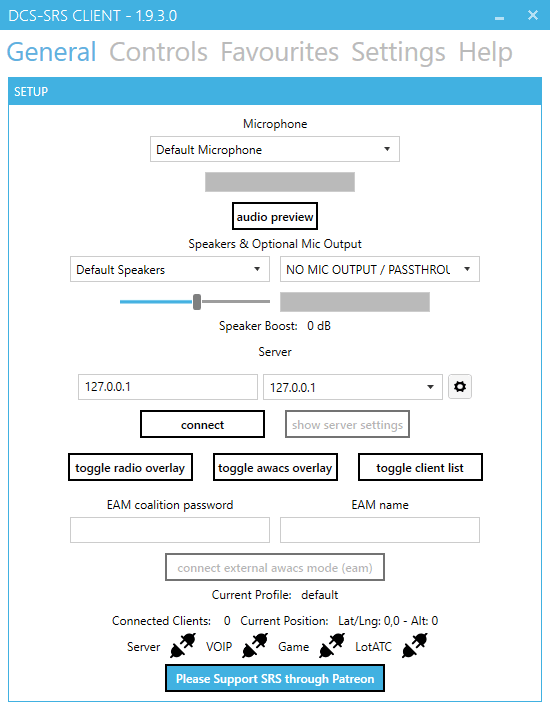 DCS-SRS CLIENT - 1.9.3.0
General Controls Favourites Settings Help
SETUP
Microphone
Default Microphone
audio preview
Speakers & Optional Mic Output
Default Speakers NO MIC OUTPUT / PASSTHROU
Speaker Boost: 0 dB
Server
127.0.0.1 127.0.0.1
connect show server settings
toggle radio overlay toggle awacs overlay toggle client list
EAM coalition password EAM name
connect external awacs mode (eam)
Current Profile: default
Connected Clients: 0 Current Position: Lat/Lng: 0,0 - Alt: 0
Server VOIP Game LotATC
Please Support SRS through Patreon